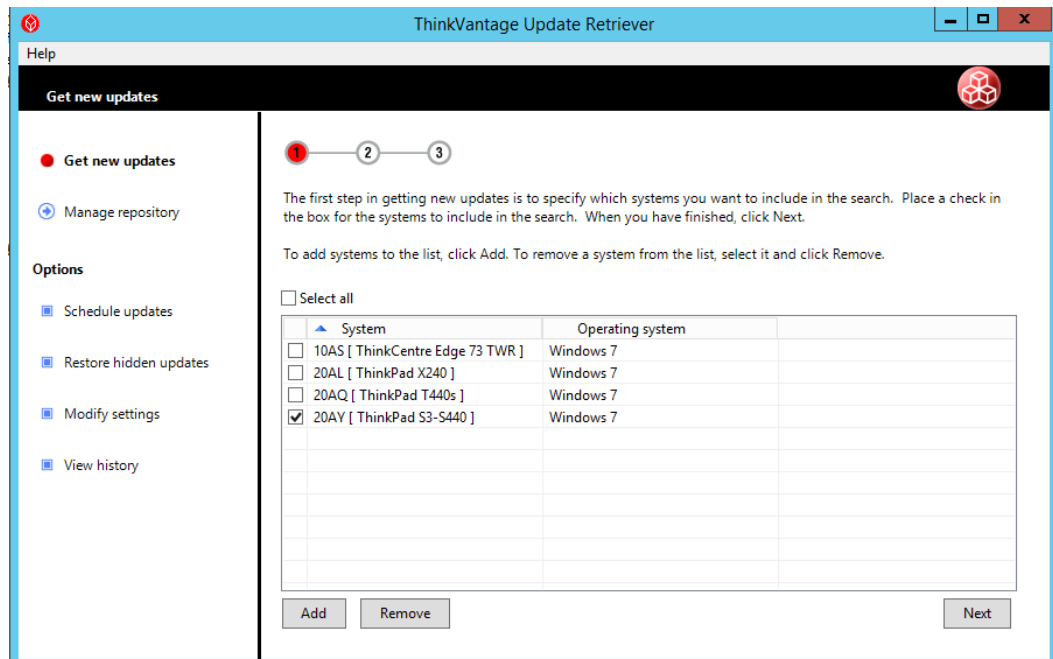 ThinkVantage Update Retriever
Help
Get new updates
Get new updates
Manage repository
Options
Schedule updates
Restore hidden updates
Modify settings
View history
1 2 3
The first step in getting new updates is to specify which systems you want to include in the search. Place a check in
the box for the systems to include in the search. When you have finished, click Next.
To add systems to the list, click Add. To remove a system from the list, select it and click Remove.
Select all
System Operating system
10AS [ ThinkCentre Edge 73 TWR ] Windows 7
20AL [ ThinkPad X240 ] Windows 7
20AQ [ ThinkPad T440s ] Windows 7
20AY [ ThinkPad S3-S440 ] Windows 7
Add Remove Next